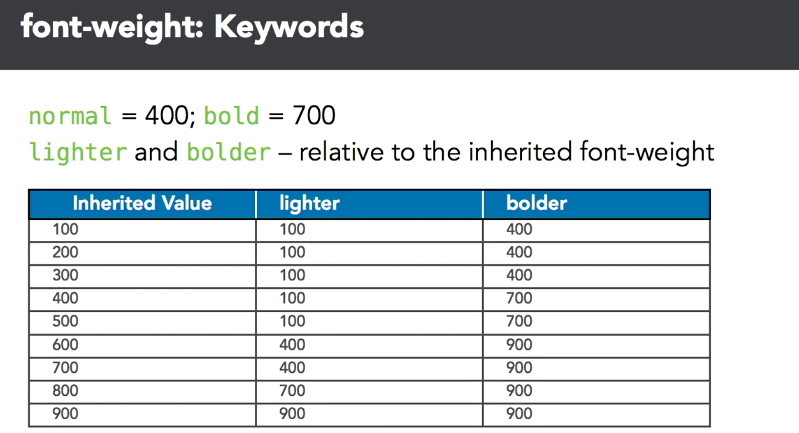 font-weight: Keywords
normal = 400; bold = 700
lighter and bolder – relative to the inherited font-weight
Inherited Value lighter bolder
100 100 400
200 100 400
300 100 400
400 100 700
500 100 700
600 400 900
700 400 900
800 700 900
900 900 900